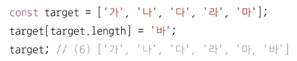 const target = ['가', '나', '다', '라', '마'];
target[target.length] = '바';
target; // (6) ['가', '나', '다', '라', '마, '바']